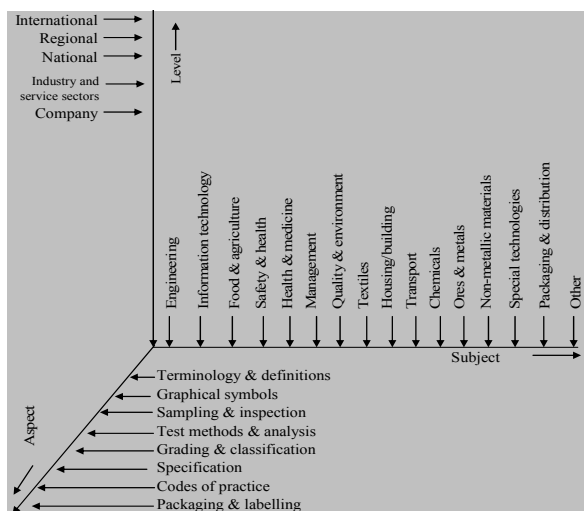 International
Regional
National
Industry and
service sectors
Company
Level
Engineering
Information technology
Food & agriculture
Safety & health
Health & medicine
Management
Quality & environment
Textiles
Housing/building
Transport
Chemicals
Ores & metals
Non-metallic materials
Special technologies
Packaging & distribution
Other
Subject
Terminology & definitions
Graphical symbols
Sampling & inspection
Test methods & analysis
Grading & classification
Specification
Codes of practice
Packaging & labelling
Aspect